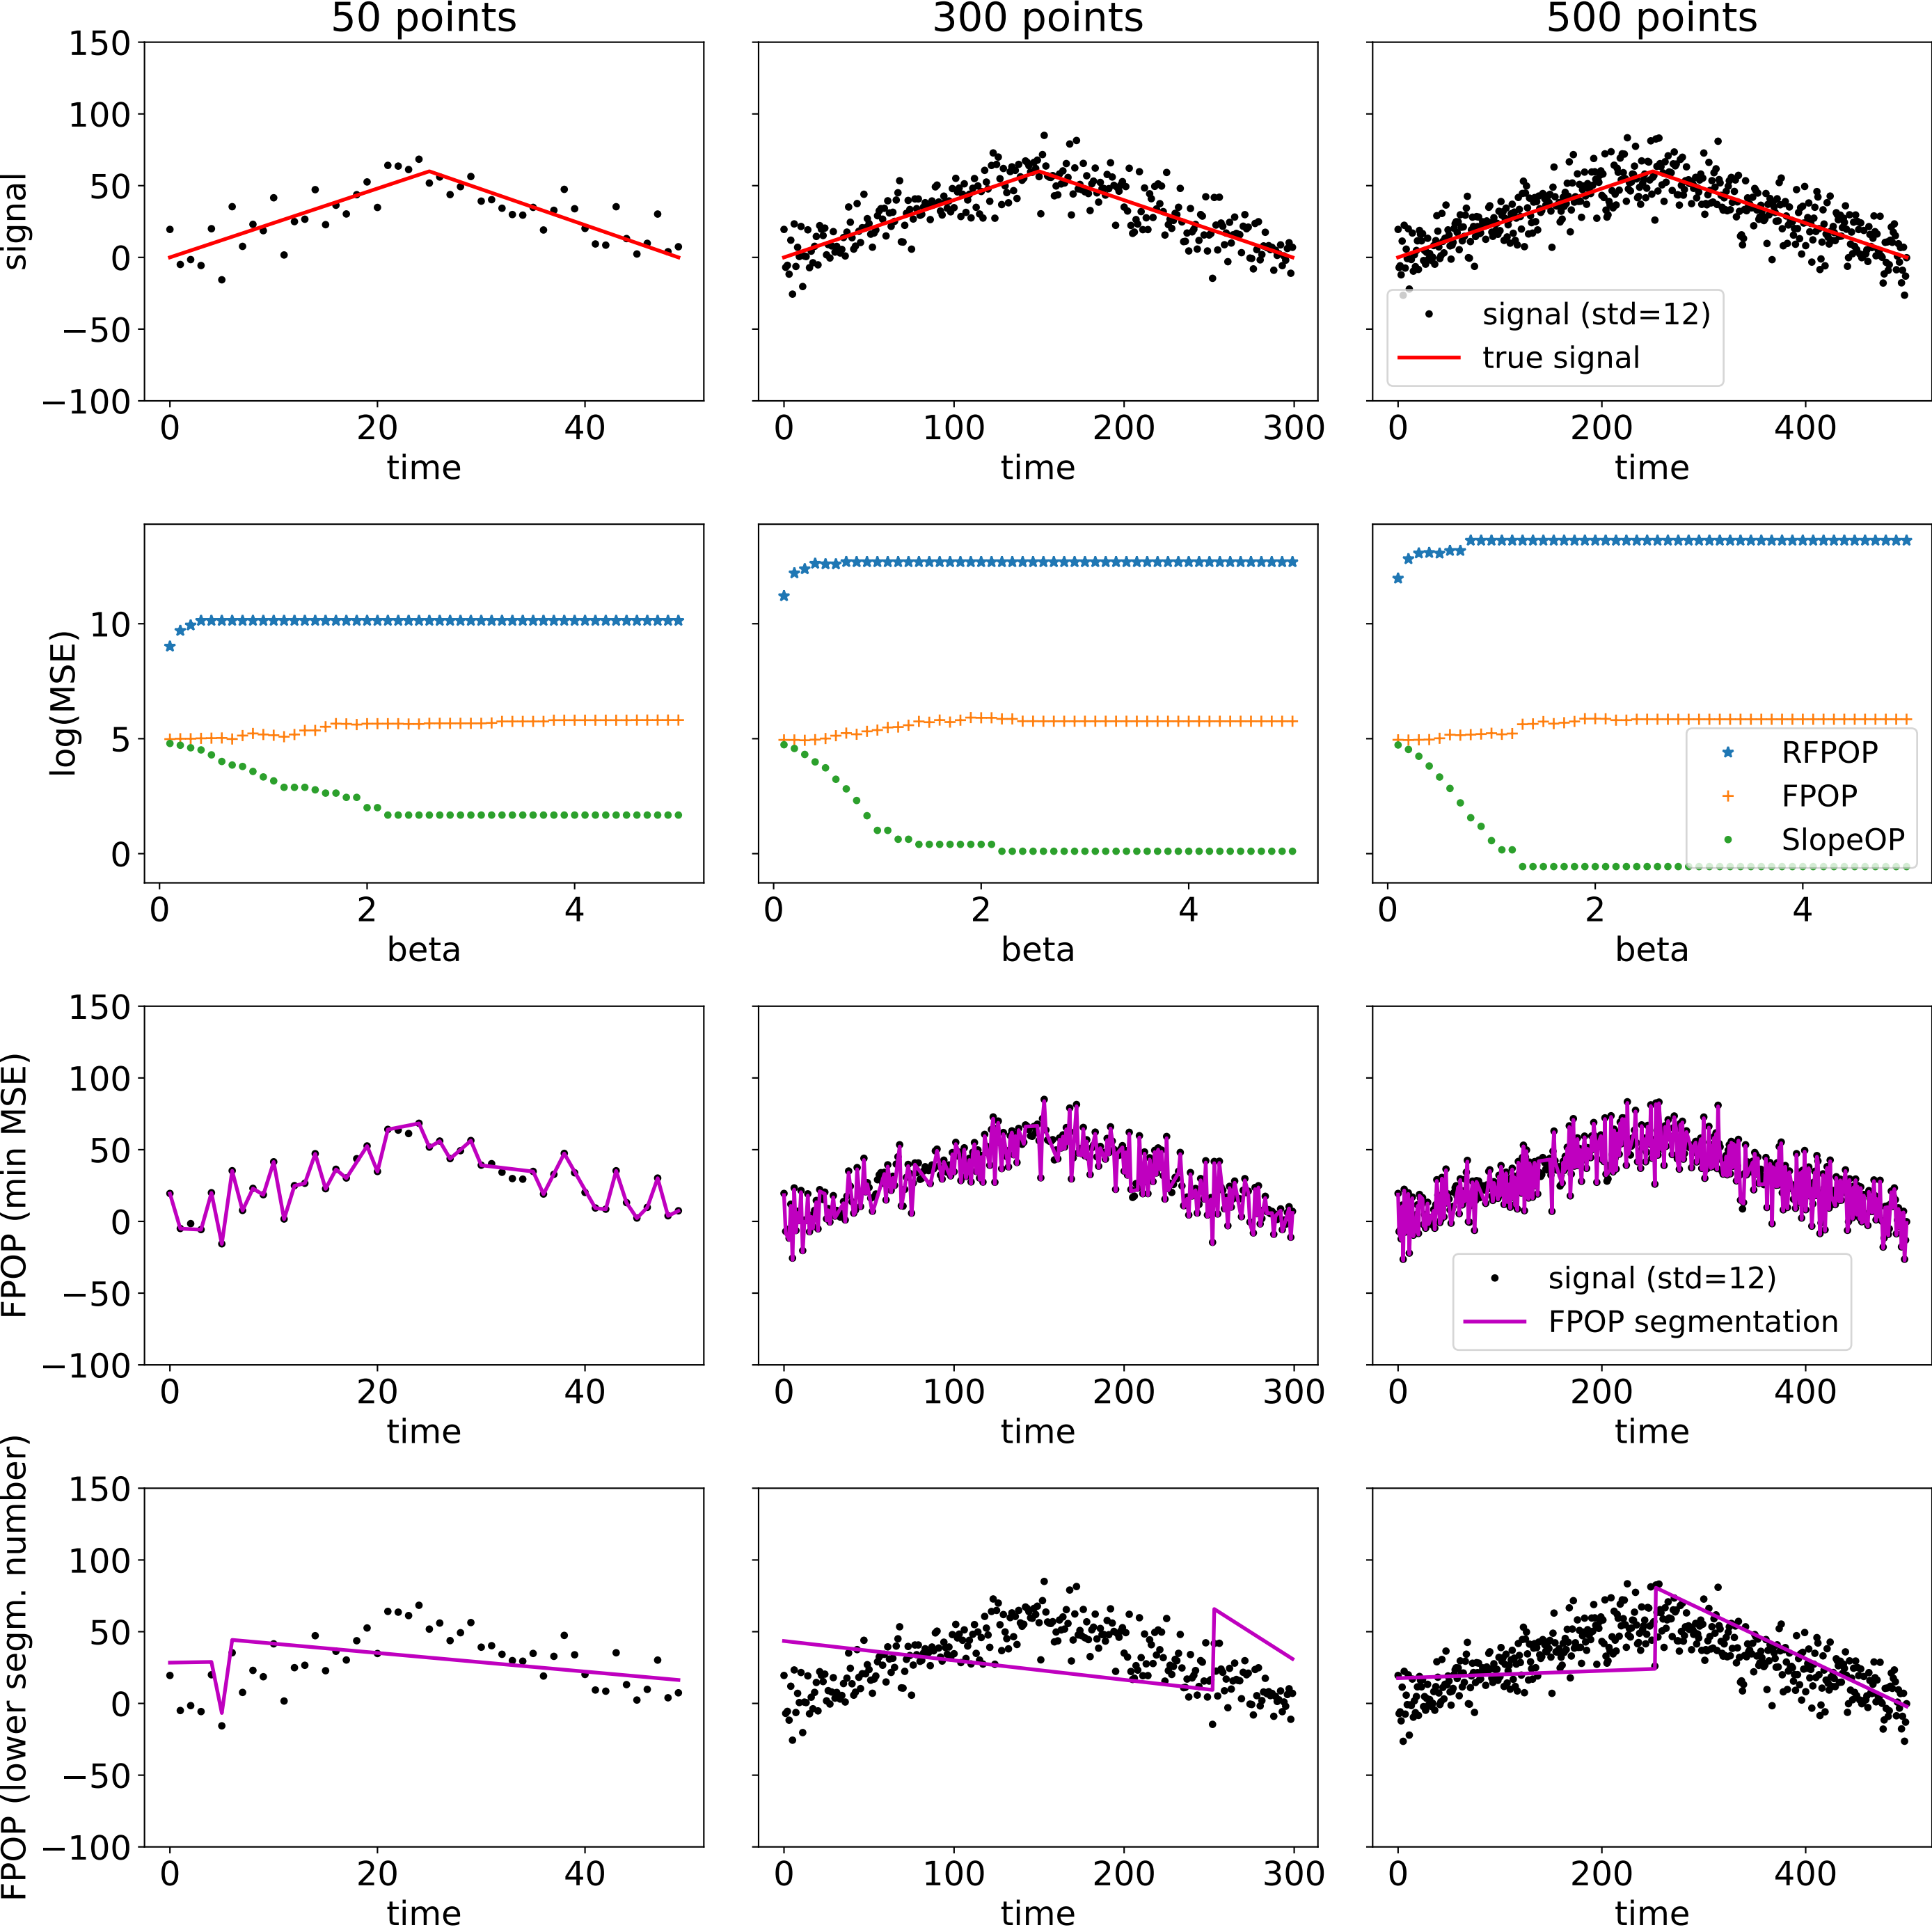 50 points
300 points
500 points
signal
150
100
50
0
−50
−100
0 20 40
time
0 100 200 300
time
signal (std=12)
true signal
0 200 400
time
log(MSE)
10
5
0
0 2 4
beta
0 2 4
beta
RFPOP
FPOP
SlopeOP
0 2 4
beta
FPOP (min MSE)
150
100
50
0
−50
−100
0 20 40
time
0 100 200 300
time
signal (std=12)
FPOP segmentation
0 200 400
time
FPOP (lower segm. number)
150
100
50
0
−50
−100
0 20 40
time
0 100 200 300
time
0 200 400
time